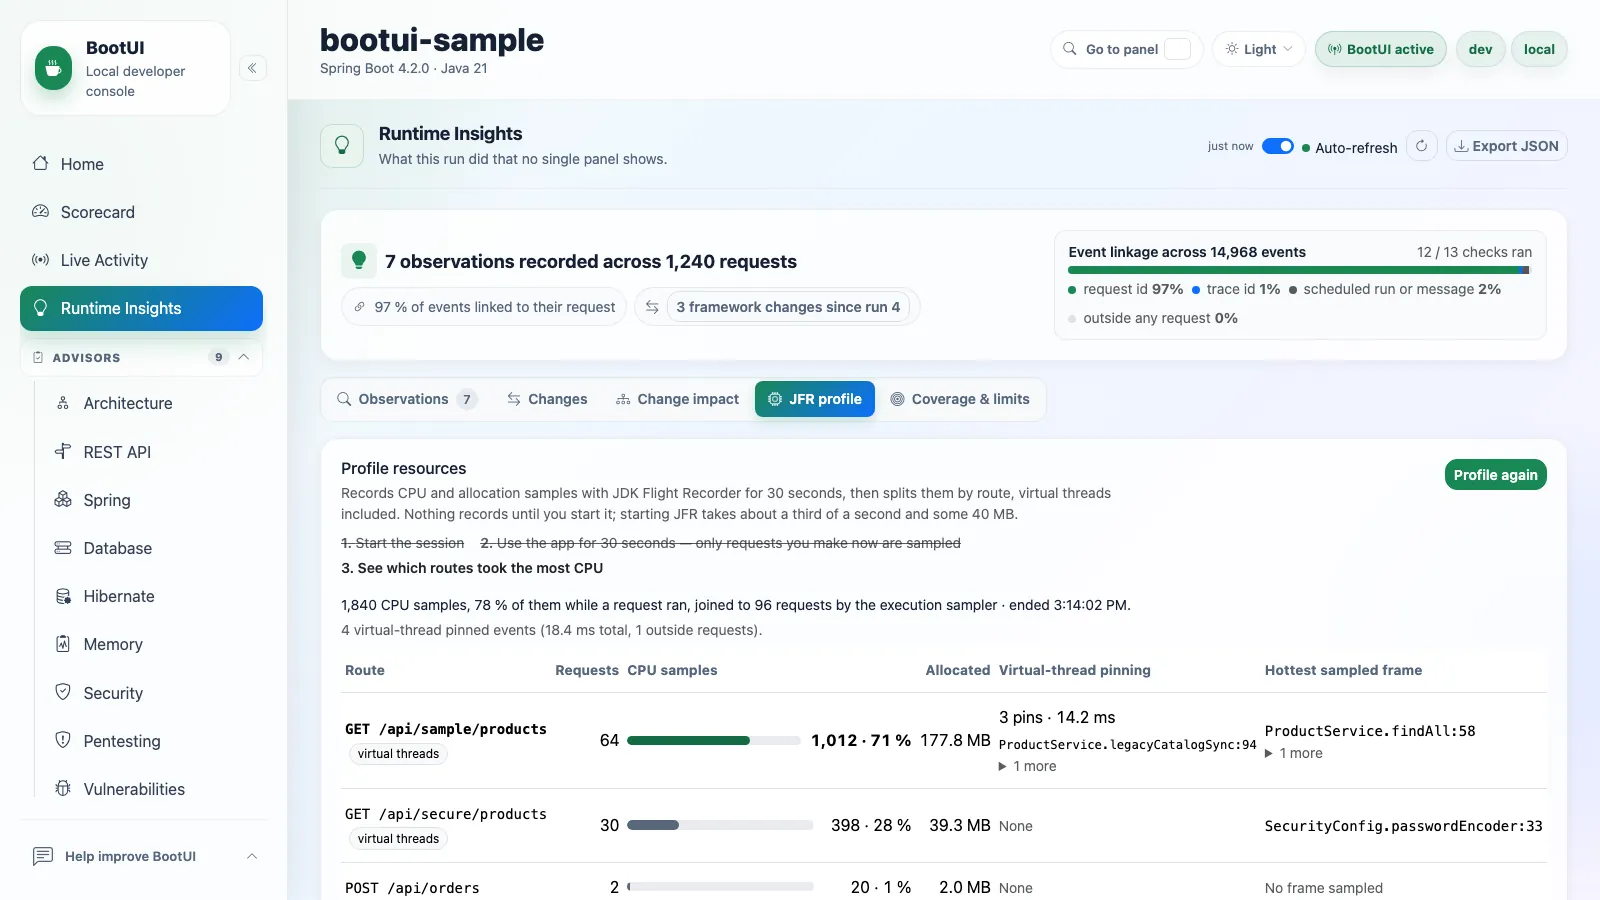 BootUI
Local developer
console
Home
Scorecard
Live Activity
Runtime Insights
ADVISORS 9
Architecture
REST API
Spring
Database
Hibernate
Memory
Security
Pentesting
Vulnerabilities
Help improve BootUI
bootui-sample
Spring Boot 4.2.0 · Java 21
Go to panel
Light
BootUI active
dev
local
Runtime Insights
What this run did that no single panel shows.
just now
Auto-refresh
Export JSON
7 observations recorded across 1,240 requests
97 % of events linked to their request
3 framework changes since run 4
Event linkage across 14,968 events 12 / 13 checks ran
request id 97% trace id 1% scheduled run or message 2%
outside any request 0%
Observations 7 Changes Change impact JFR profile Coverage & limits
Profile resources
Profile again
Records CPU and allocation samples with JDK Flight Recorder for 30 seconds, then splits them by route, virtual threads
included. Nothing records until you start it; starting JFR takes about a third of a second and some 40 MB.
1. Start the session 2. Use the app for 30 seconds — only requests you make now are sampled
3. See which routes took the most CPU
1,840 CPU samples, 78 % of them while a request ran, joined to 96 requests by the execution sampler · ended 3:14:02 PM.
4 virtual-thread pinned events (18.4 ms total, 1 outside requests).
Route Requests CPU samples Allocated Virtual-thread pinning Hottest sampled frame
GET /api/sample/products
virtual threads
64 1,012 · 71 % 177.8 MB
3 pins · 14.2 ms
ProductService.legacyCatalogSync:94
1 more
ProductService.findAll:58
1 more
GET /api/secure/products
virtual threads
30 398 · 28 % 39.3 MB None SecurityConfig.passwordEncoder:33
POST /api/orders 2 20 · 1 % 2.0 MB None No frame sampled